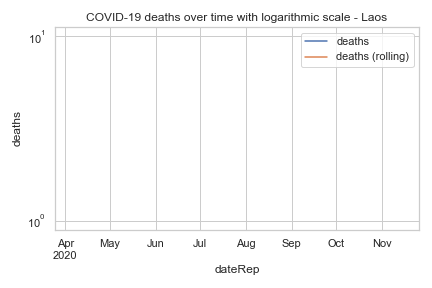 COVID-19 deaths over time with logarithmic scale - Laos
10¹
deaths
deaths (rolling)
deaths
10⁰
Apr May Jun Jul Aug Sep Oct Nov
2020
dateRep